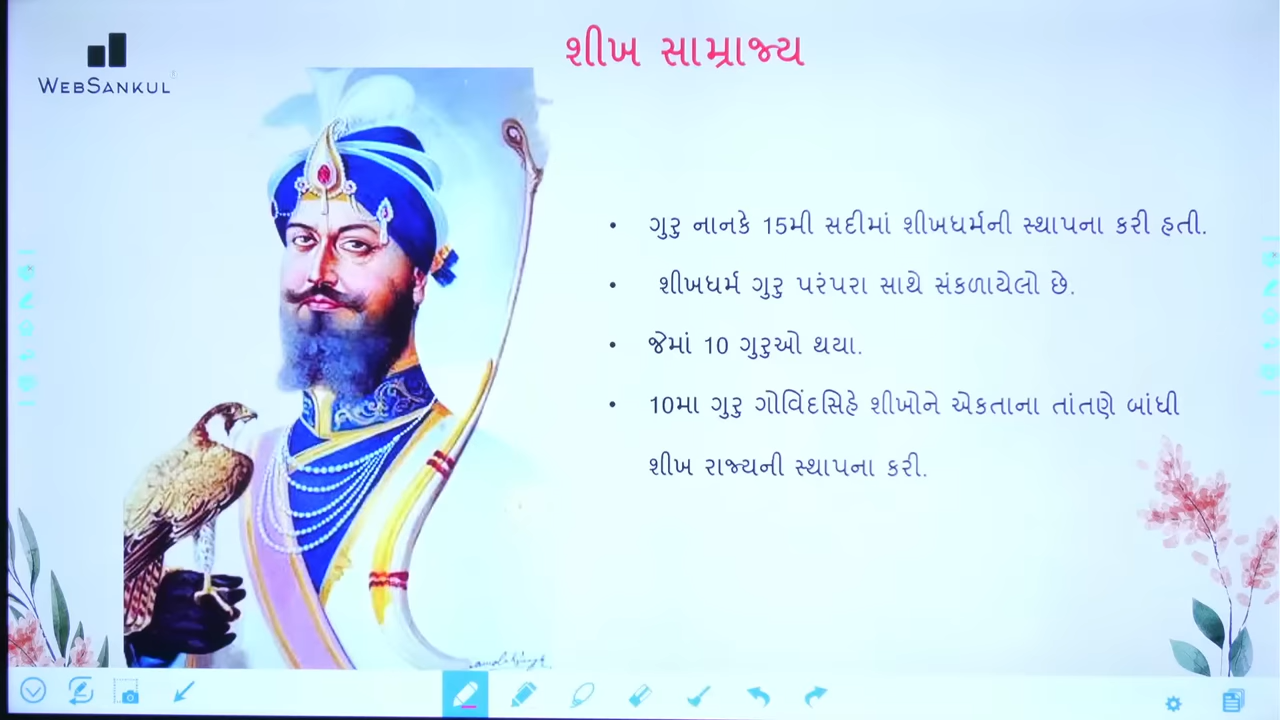 શીખ સામ્રાજ્ય
WEBSANKUL
• ગુરુ નાનકે 15મી સદીમાં શીખધર્મની સ્થાપના કરી હતી.
• શીખધર્મ ગુરુ પરંપરા સાથે સંકળાયેલો છે.
• જેમાં 10 ગુરુઓ થયા.
• 10મા ગુરુ ગોવિંદસિહે શીખોને એકતાના તાંતણે બાંધી
શીખ રાજ્યની સ્થાપના કરી.